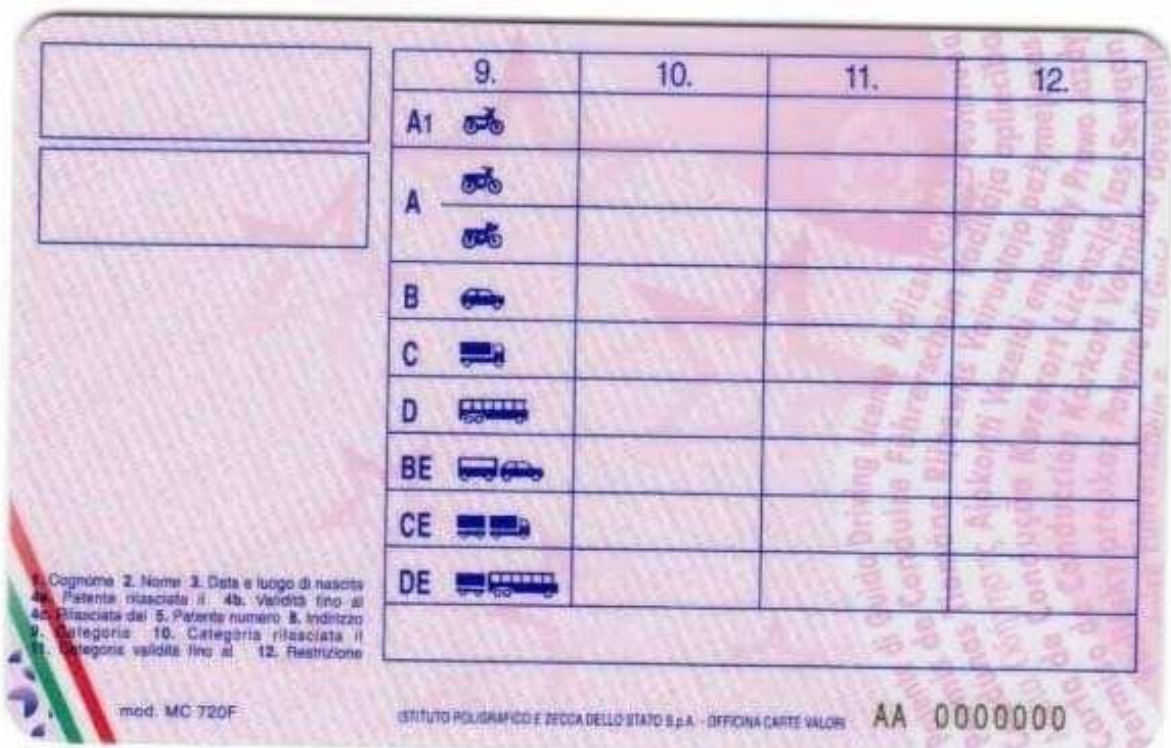 9. 10. 11. 12.
A1
A
B
C
D
BE
CE
DE
1. Cognome 2. Nome 3. Data e luogo di nascita
4a. Patente rilasciata il 4b. Validità fino al
4c. Rilasciata dal 5. Patente numero 8. Indirizzo
9. Categoria 10. Categoria rilasciata il
11. Categoria validità fino al 12. Restrizione
mod. MC 720F
ISTITUTO POLIGRAFICO E ZECCA DELLO STATO S.p.A. - OFFICINA CARTE VALORI
AA 0000000